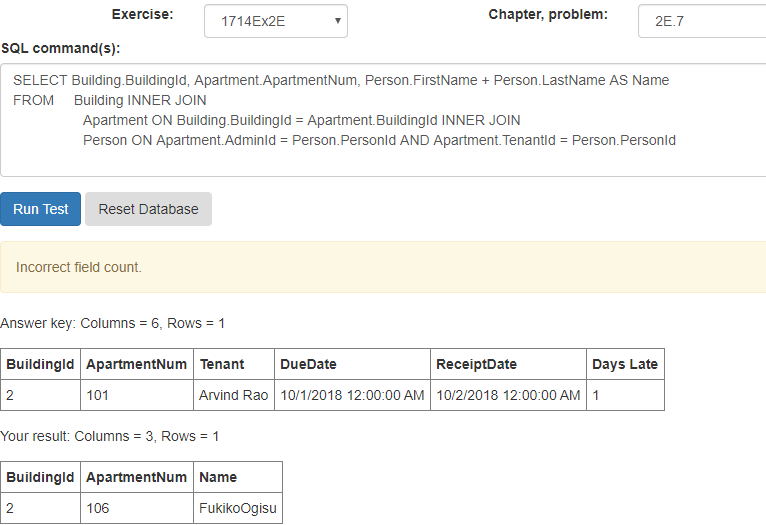 Exercise: 1714Ex2E Chapter, problem: 2E.7
SQL command(s):
SELECT Building.BuildingId, Apartment.ApartmentNum, Person.FirstName + Person.LastName AS Name
FROM Building INNER JOIN
Apartment ON Building.BuildingId = Apartment.BuildingId INNER JOIN
Person ON Apartment.AdminId = Person.PersonId AND Apartment.TenantId = Person.PersonId
Run Test Reset Database
Incorrect field count.
Answer key: Columns = 6, Rows = 1
BuildingId ApartmentNum Tenant DueDate ReceiptDate Days Late
2 101 Arvind Rao 10/1/2018 12:00:00 AM 10/2/2018 12:00:00 AM 1
Your result: Columns = 3, Rows = 1
BuildingId ApartmentNum Name
2 106 FukikoOgisu